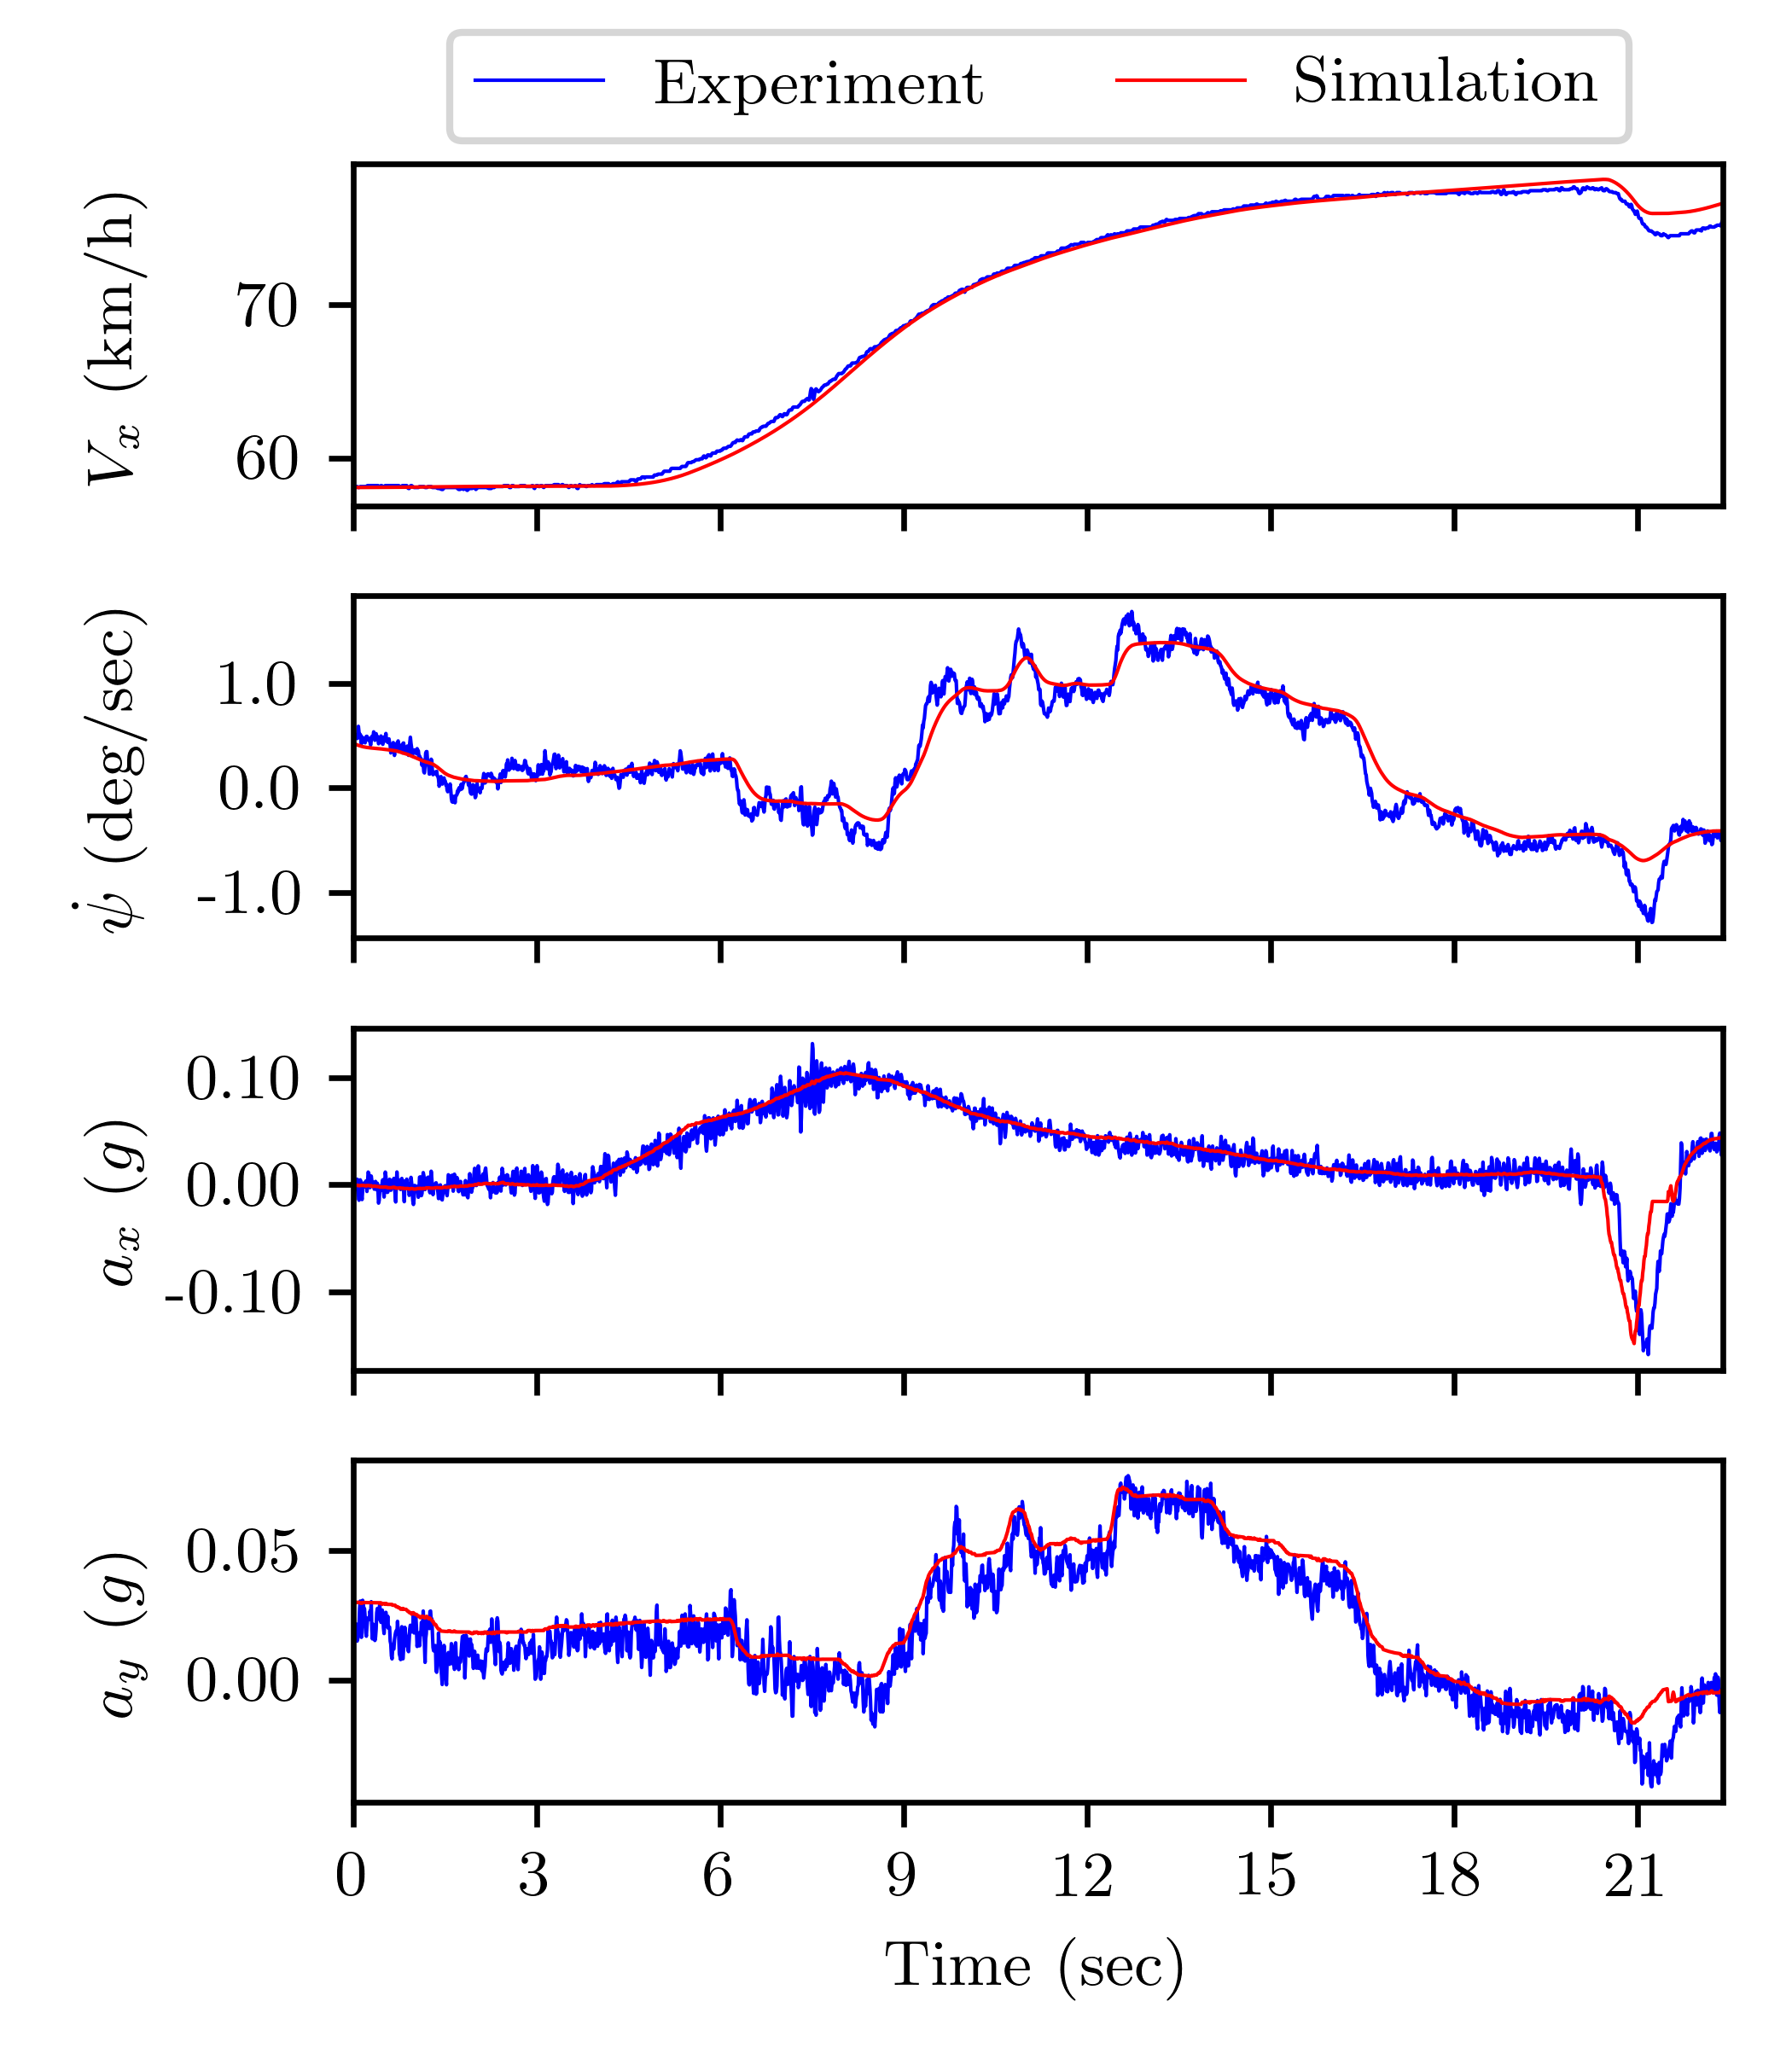 Experiment Simulation
V_x (km/h)
70
60
ψ̇ (deg/sec)
1.0
0.0
-1.0
a_x (g)
0.10
0.00
-0.10
a_y (g)
0.05
0.00
0 3 6 9 12 15 18 21
Time (sec)